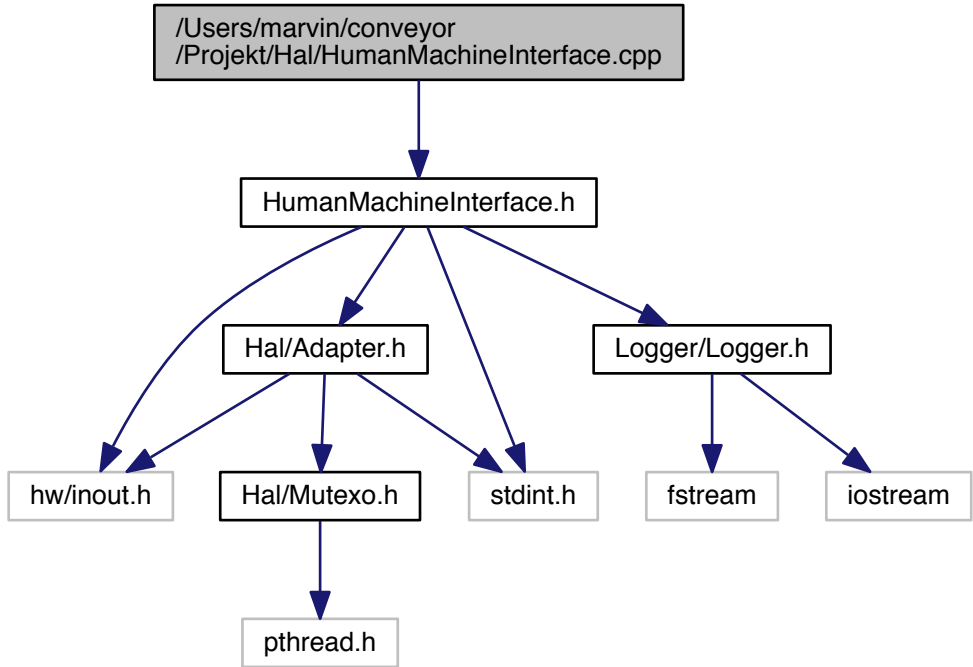 /Users/marvin/conveyor
/Projekt/Hal/HumanMachineInterface.cpp
HumanMachineInterface.h
Hal/Adapter.h
Logger/Logger.h
hw/inout.h
Hal/Mutexo.h
stdint.h
fstream
iostream
pthread.h